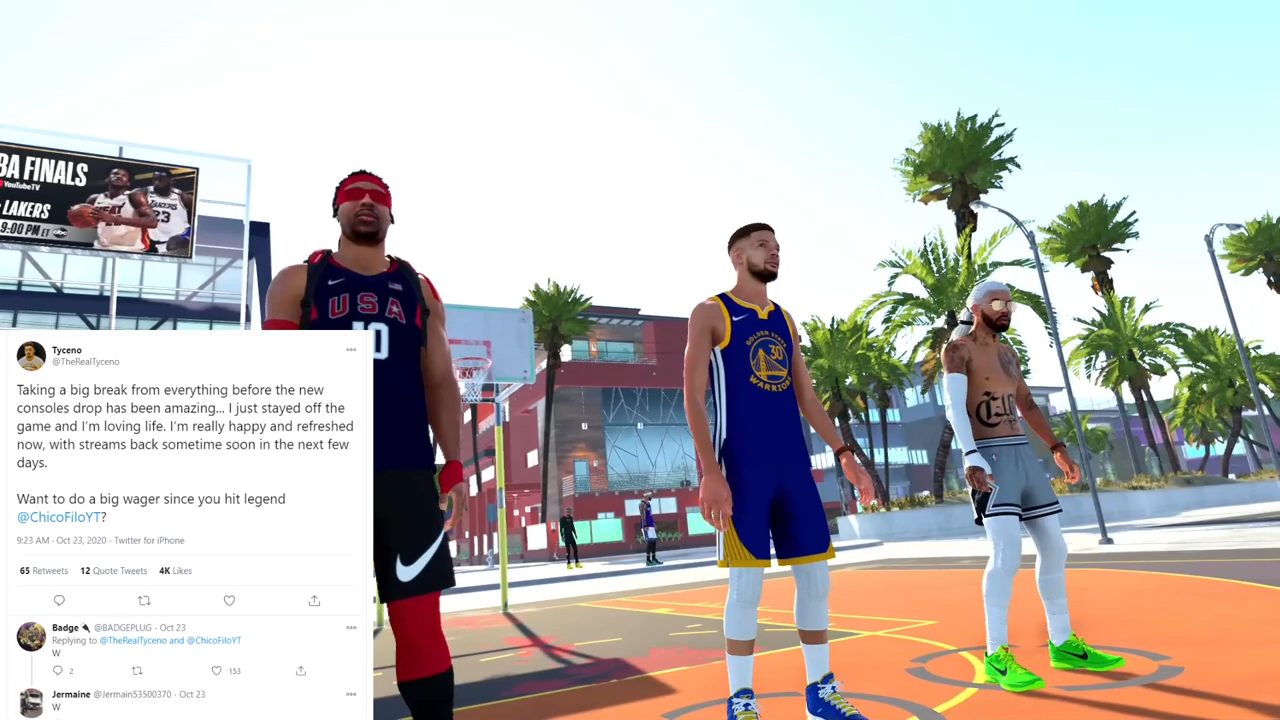 BA FINALS
YouTubeTV
LAKERS
9:00 PM ET abc
HEAT
LAKERS
23
USA
10
GOLDEN STATE
30
WARRIORS
Tyceno
@TheRealTyceno
Taking a big break from everything before the new
consoles drop has been amazing... I just stayed off the
game and I'm loving life. I'm really happy and refreshed
now, with streams back sometime soon in the next few
days.
Want to do a big wager since you hit legend
@ChicoFiloYT?
9:23 AM · Oct 23, 2020 · Twitter for iPhone
65 Retweets 12 Quote Tweets 4K Likes
Badge @BADGEPLUG · Oct 23
Replying to @TheRealTyceno and @ChicoFiloYT
W
2 153
Jermaine @Jermain53500370 · Oct 23
W